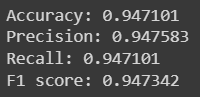 Accuracy: 0.947101
Precision: 0.947583
Recall: 0.947101
F1 score: 0.947342